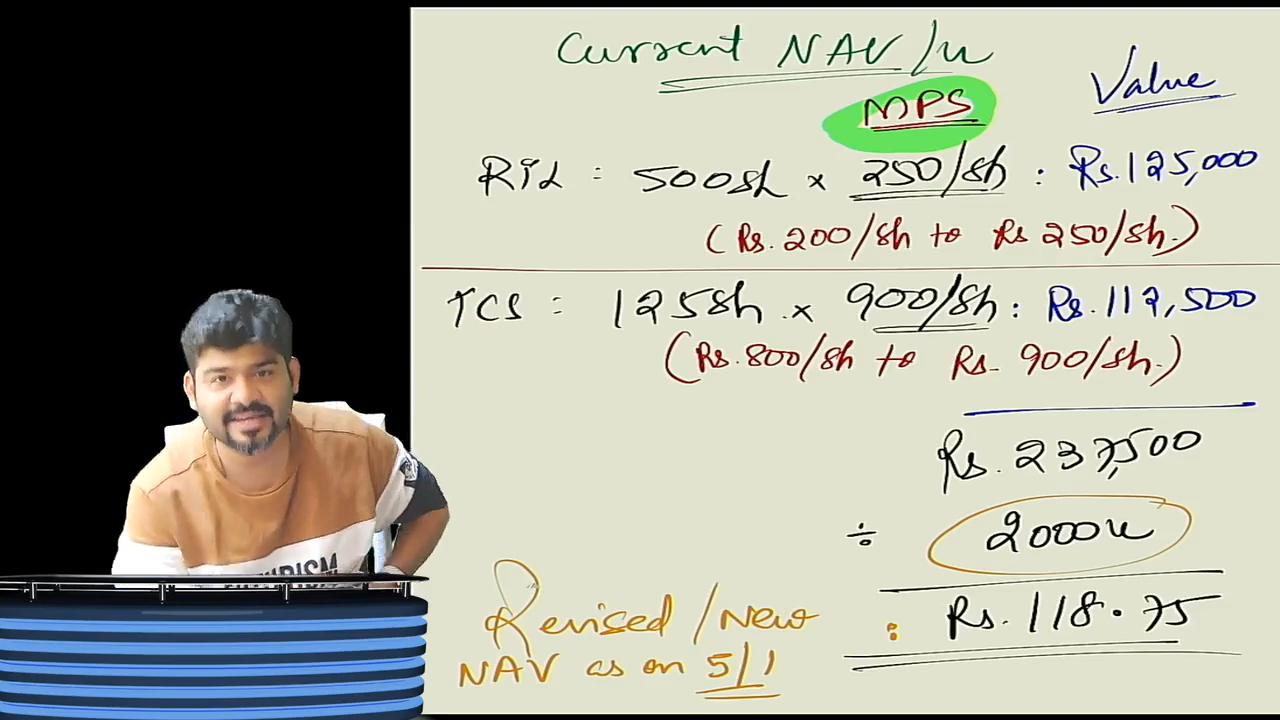 Current NAV/u
MPS
Value
RIL : 500sh × 250/sh : Rs.125,000
(Rs.200/sh to Rs 250/sh.)
TCS = 125sh × 900/sh : Rs.112,500
(Rs.800/sh to Rs. 900/sh.)
Rs. 237,500
÷ 2000u
Revised/New : Rs. 118.75
NAV as on 5/1